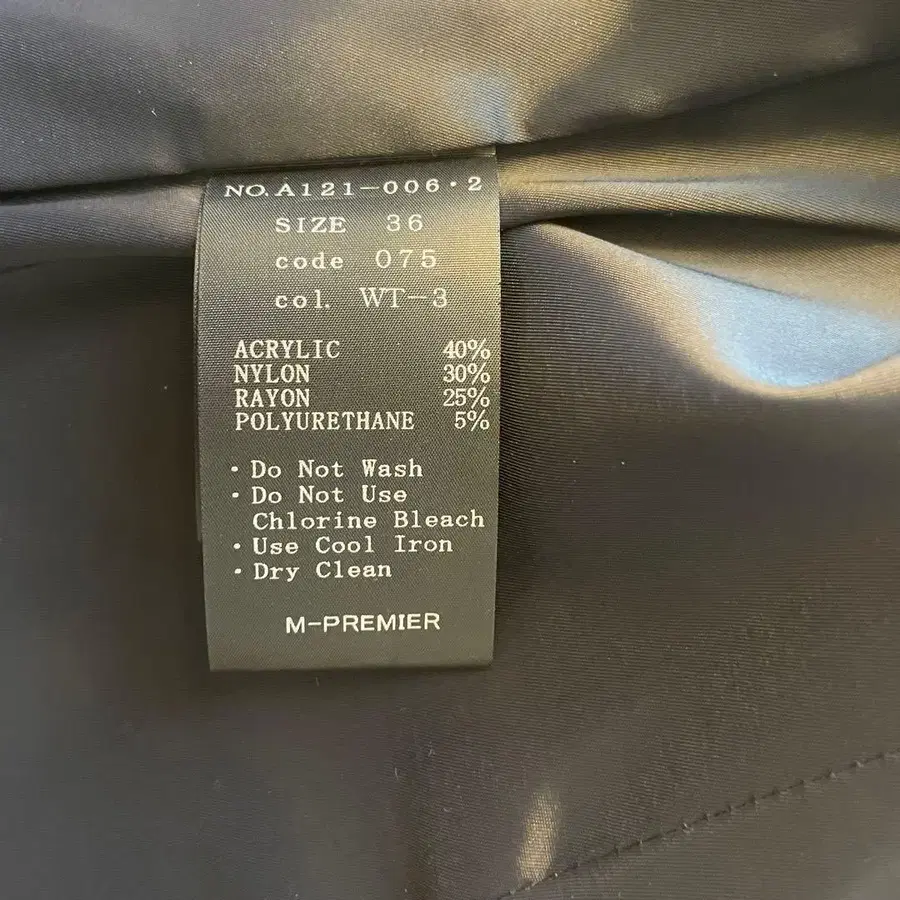 NO.A121-006·2
SIZE 36
code 075
col. WT-3
ACRYLIC 40%
NYLON 30%
RAYON 25%
POLYURETHANE 5%
· Do Not Wash
· Do Not Use
Chlorine Bleach
· Use Cool Iron
· Dry Clean
M-PREMIER